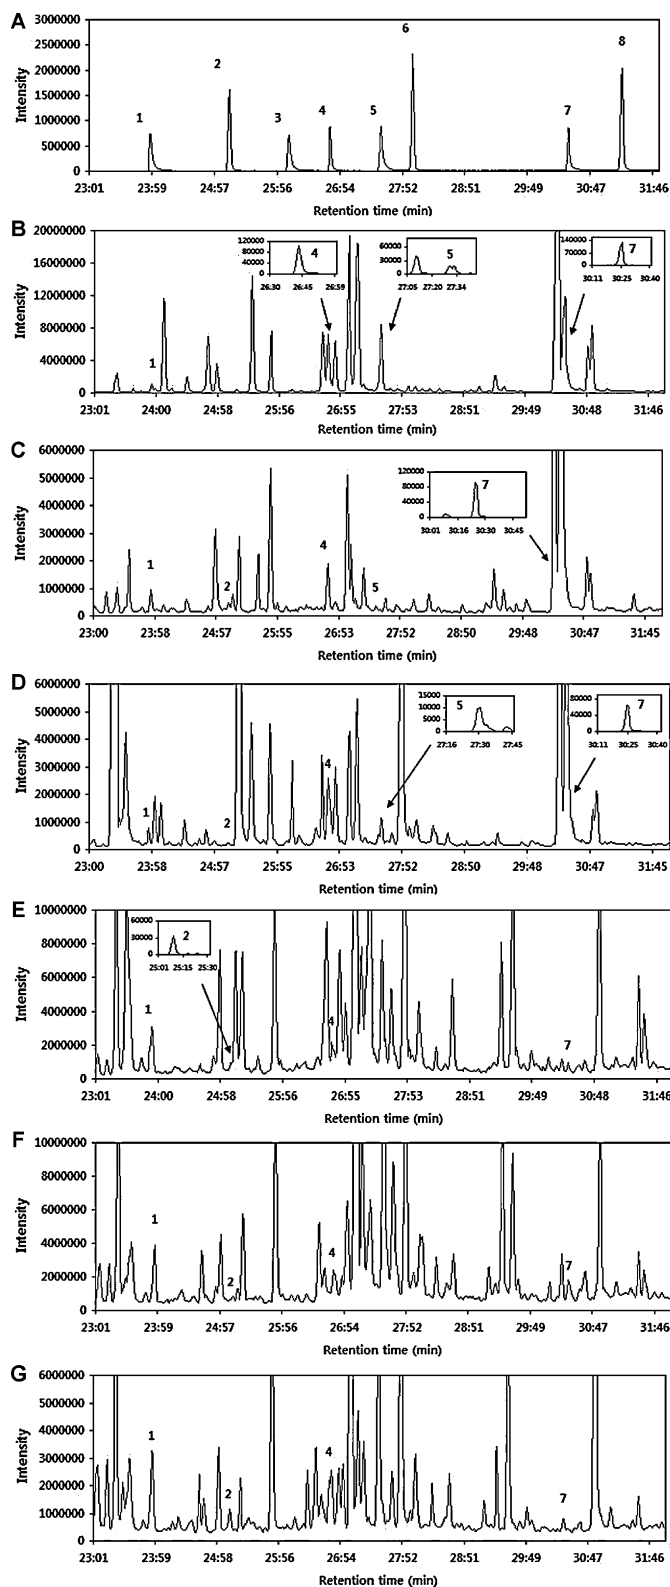 A
3000000
2500000
2000000
1500000
1000000
500000
0
Intensity
1
2
3
4
5
6
7
8
23:01 23:59 24:57 25:56 26:54 27:52 28:51 29:49 30:47 31:46
Retention time (min)
B
20000000
16000000
12000000
8000000
4000000
0
Intensity
1
120000
80000
40000
0
4
26:30 26:45 26:59
60000
30000
0
5
27:05 27:20 27:34
140000
70000
0
7
30:11 30:25 30:40
23:01 24:00 24:58 25:56 26:55 27:53 28:51 29:49 30:48 31:46
Retention time (min)
C
6000000
5000000
4000000
3000000
2000000
1000000
0
Intensity
1
2
4
5
120000
80000
40000
0
7
30:01 30:16 30:30 30:45
23:00 23:58 24:57 25:55 26:53 27:52 28:50 29:48 30:47 31:45
Retention time (min)
D
6000000
5000000
4000000
3000000
2000000
1000000
0
Intensity
1
2
4
15000
10000
5000
0
5
27:16 27:30 27:45
80000
40000
0
7
30:11 30:25 30:40
23:00 23:58 24:57 25:55 26:53 27:52 28:50 29:48 30:47 31:45
Retention time (min)
E
10000000
8000000
6000000
4000000
2000000
0
Intensity
1
60000
30000
0
2
25:01 25:15 25:30
4
7
23:01 24:00 24:58 25:56 26:55 27:53 28:51 29:49 30:48 31:46
Retention time (min)
F
10000000
8000000
6000000
4000000
2000000
0
Intensity
1
2
4
7
23:01 23:59 24:57 25:56 26:54 27:52 28:51 29:49 30:47 31:46
Retention time (min)
G
6000000
5000000
4000000
3000000
2000000
1000000
0
Intensity
1
2
4
7
23:01 23:59 24:58 25:56 26:54 27:52 28:51 29:49 30:47 31:46
Retention time (min)